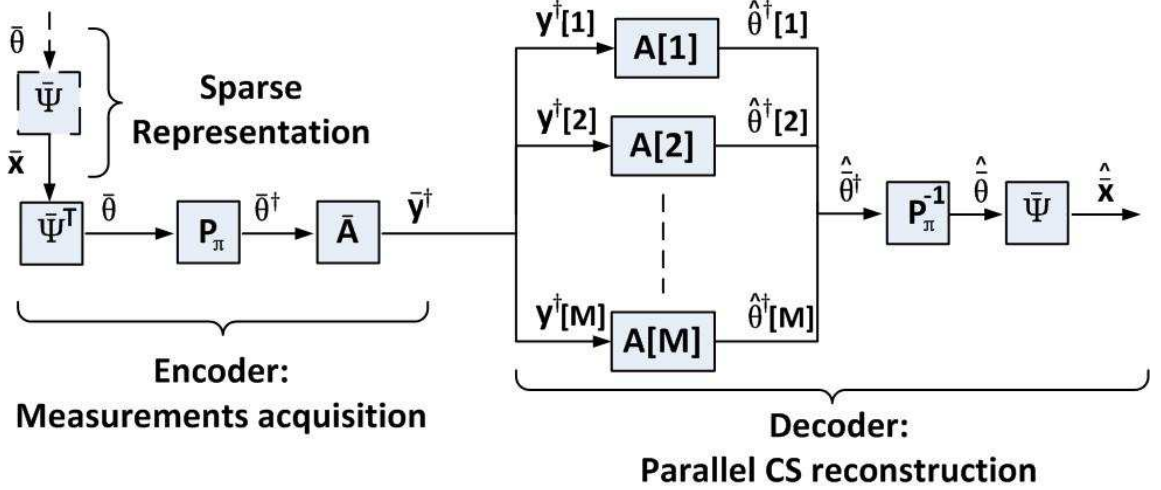 θ̄
Ψ̄
Sparse
Representation
x̄
Ψ̄ᵀ
θ̄
P_π
θ̄†
Ā
ȳ†
Encoder:
Measurements acquisition
y†[1]
A[1]
θ̂†[1]
y†[2]
A[2]
θ̂†[2]
y†[M]
A[M]
θ̂†[M]
θ̄̂†
P_π⁻¹
θ̄̂
Ψ̄
x̄̂
Decoder:
Parallel CS reconstruction